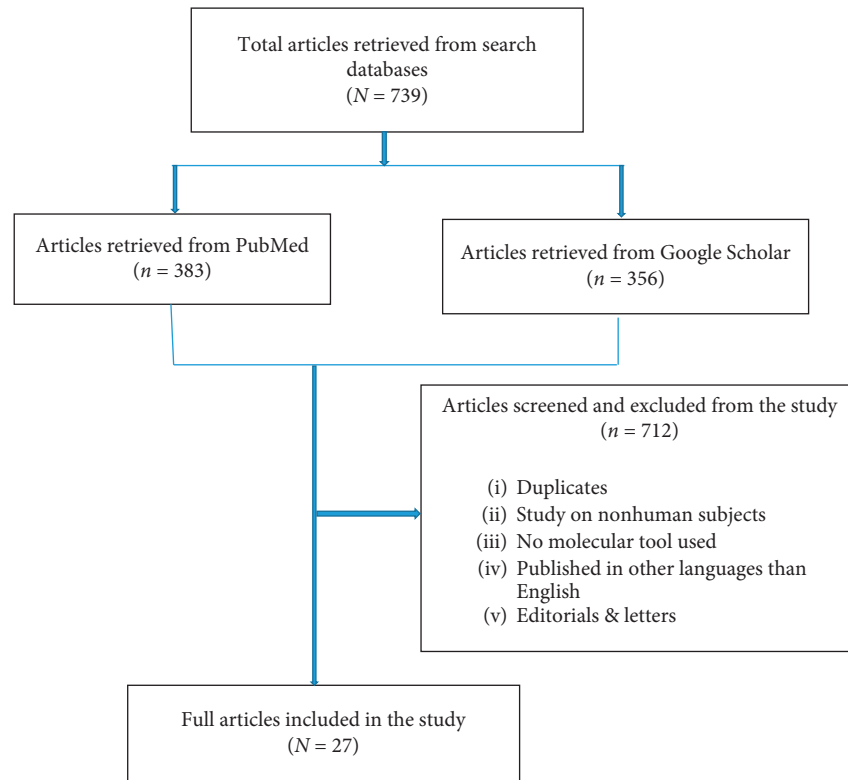 Total articles retrieved from search
databases
(N = 739)
Articles retrieved from PubMed
(n = 383)
Articles retrieved from Google Scholar
(n = 356)
Articles screened and excluded from the study
(n = 712)
(i) Duplicates
(ii) Study on nonhuman subjects
(iii) No molecular tool used
(iv) Published in other languages than
English
(v) Editorials & letters
Full articles included in the study
(N = 27)